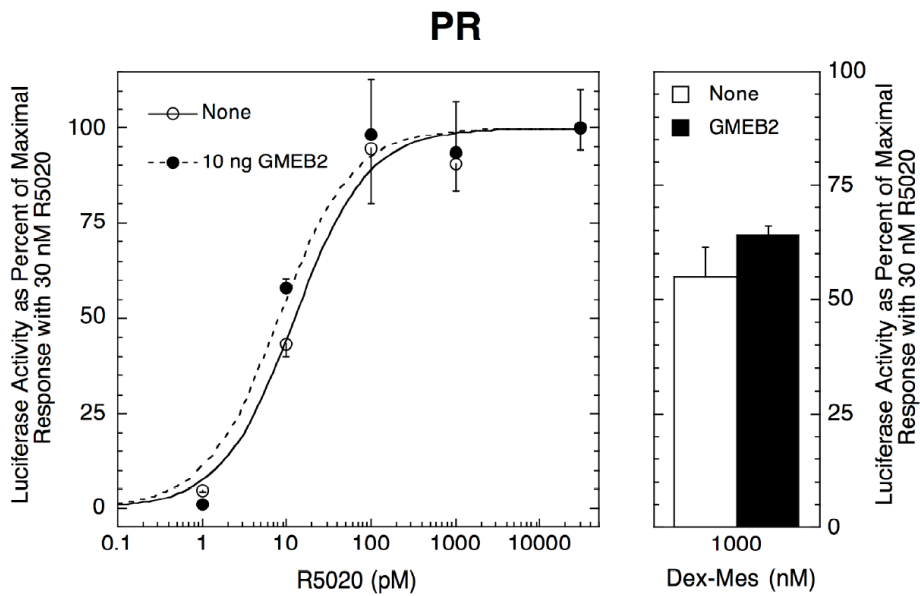 PR
Luciferase Activity as Percent of Maximal
Response with 30 nM R5020
100
75
50
25
0
None
10 ng GMEB2
0.1
1
10
100
1000
10000
R5020 (pM)
None
GMEB2
100
75
50
25
0
1000
Dex-Mes (nM)
Luciferase Activity as Percent of Maximal
Response with 30 nM R5020